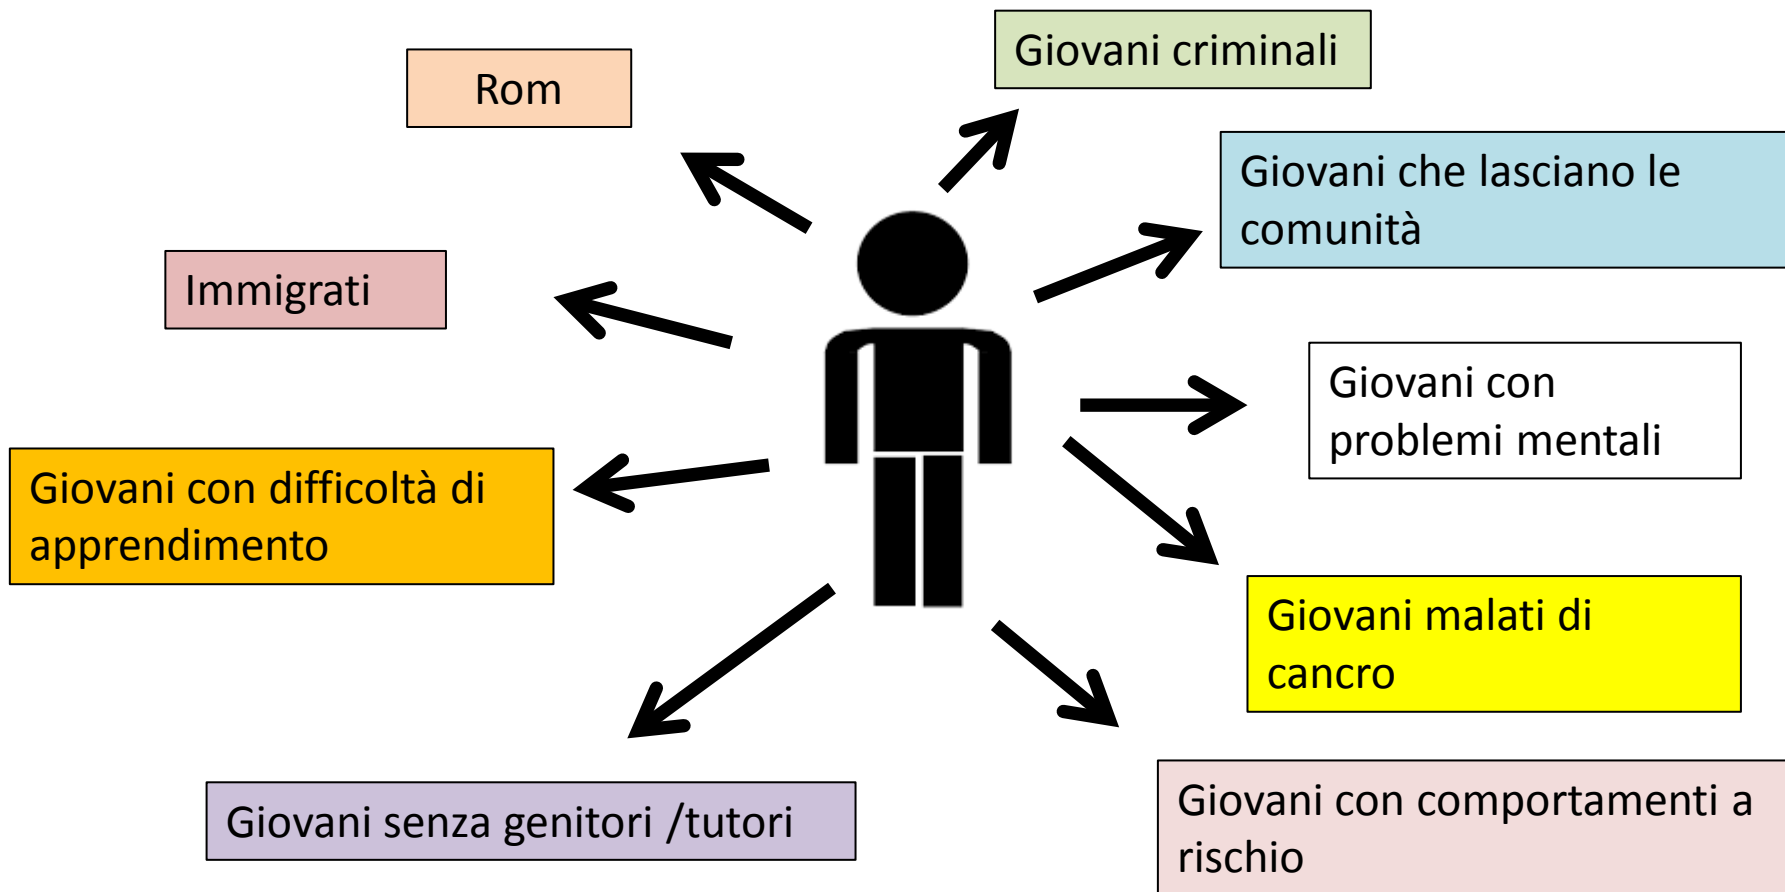 Giovani criminali
Rom
Giovani che lasciano le
comunità
Immigrati
Giovani con
problemi mentali
Giovani con difficoltà di
apprendimento
Giovani malati di
cancro
Giovani senza genitori /tutori
Giovani con comportamenti a
rischio